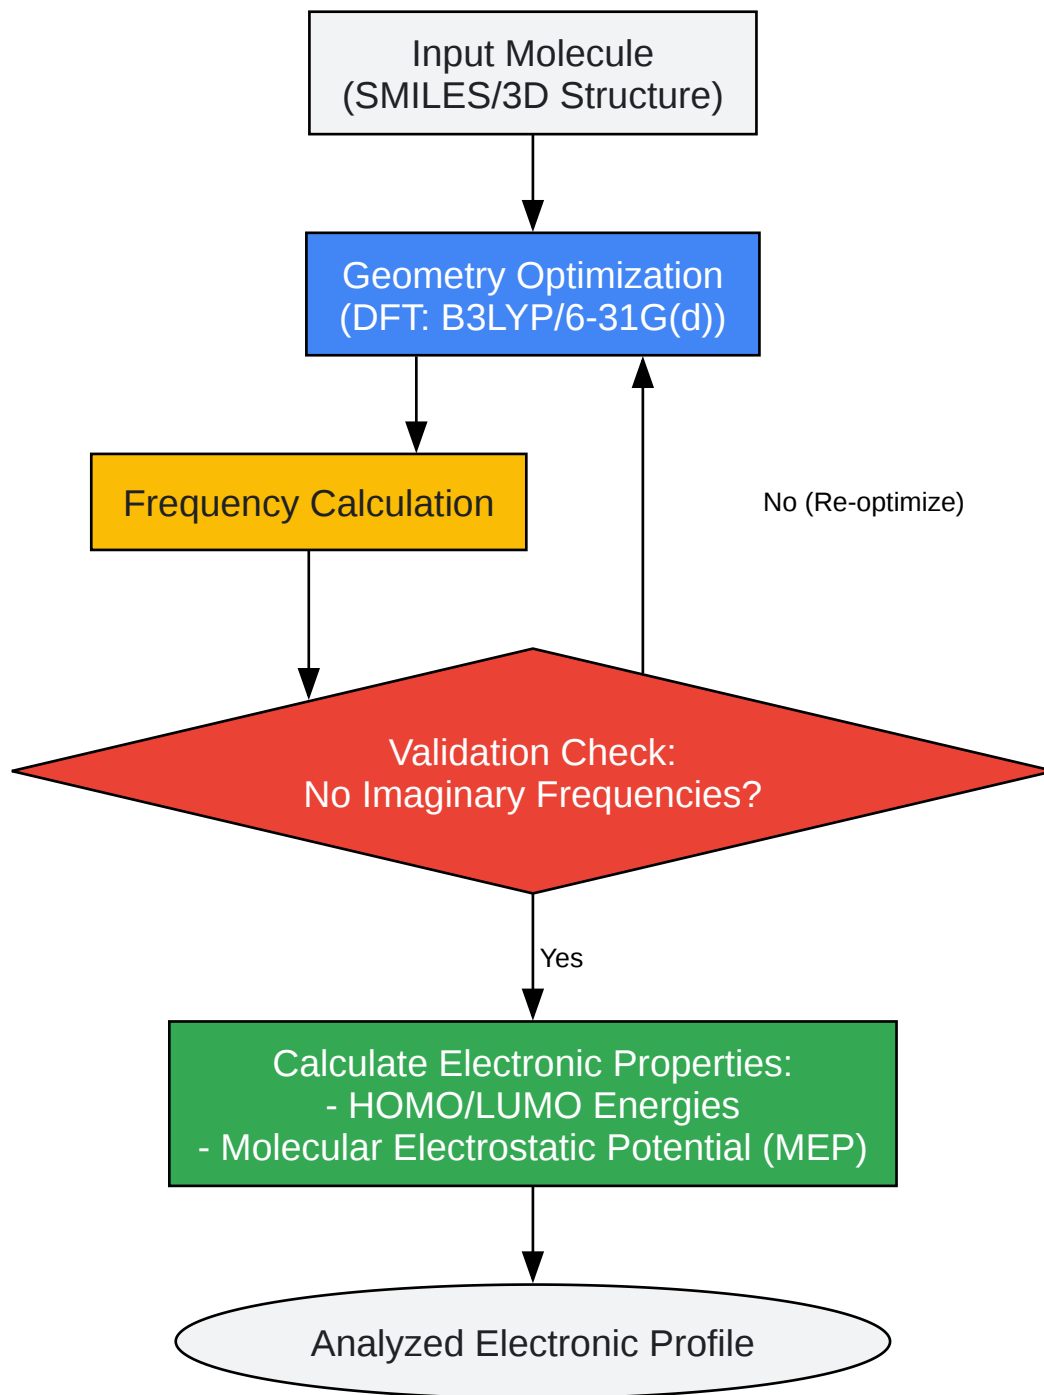 Input Molecule
(SMILES/3D Structure)
Geometry Optimization
(DFT: B3LYP/6-31G(d))
Frequency Calculation
No (Re-optimize)
Validation Check:
No Imaginary Frequencies?
Yes
Calculate Electronic Properties:
- HOMO/LUMO Energies
- Molecular Electrostatic Potential (MEP)
Analyzed Electronic Profile